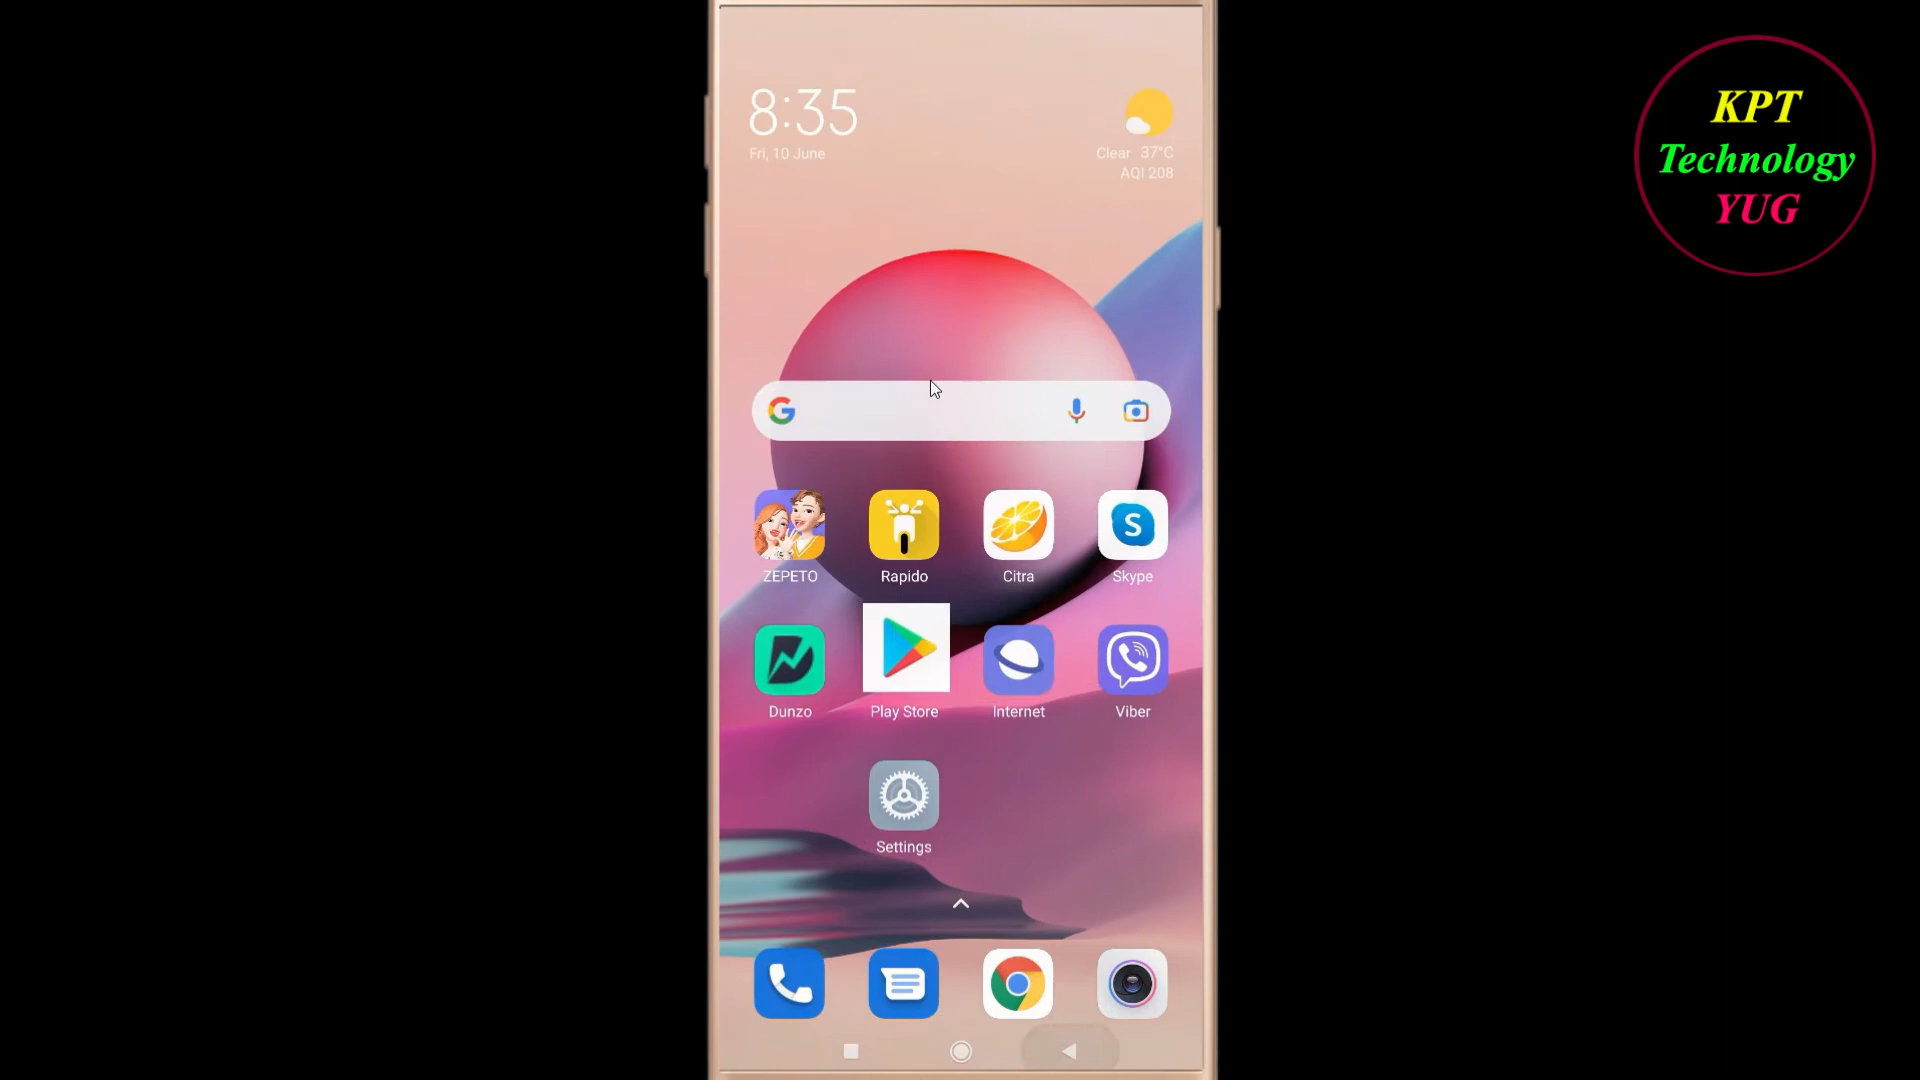 8:35
Fri, 10 June
Clear 37°C
AQI 208
KPT
Technology
YUG
G
ZEPETO
Rapido
Citra
S
Skype
Dunzo
Play Store
Internet
Viber
Settings